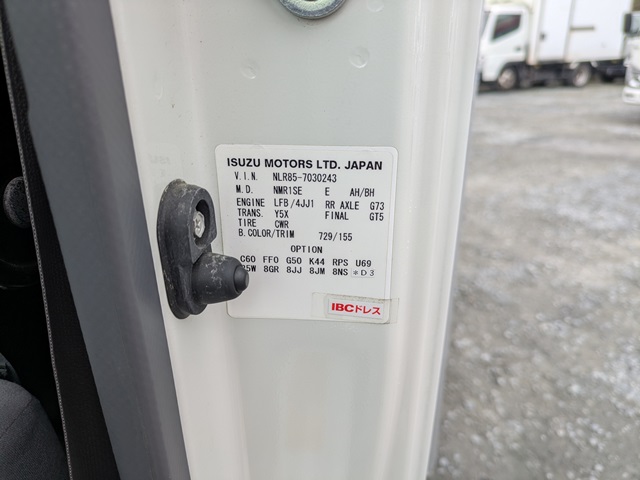 ISUZU MOTORS LTD. JAPAN
V.I.N. NLR85-7030243
M.D. NMR1SE E AH/BH
ENGINE LFB/4JJ1 RR AXLE G73
TRANS. Y5X FINAL GT5
TIRE CWR
B.COLOR/TRIM 729/155
OPTION
C60 FF0 G50 K44 RPS U69
8GR 8JJ 8JM 8NS *D3
IBCドレス